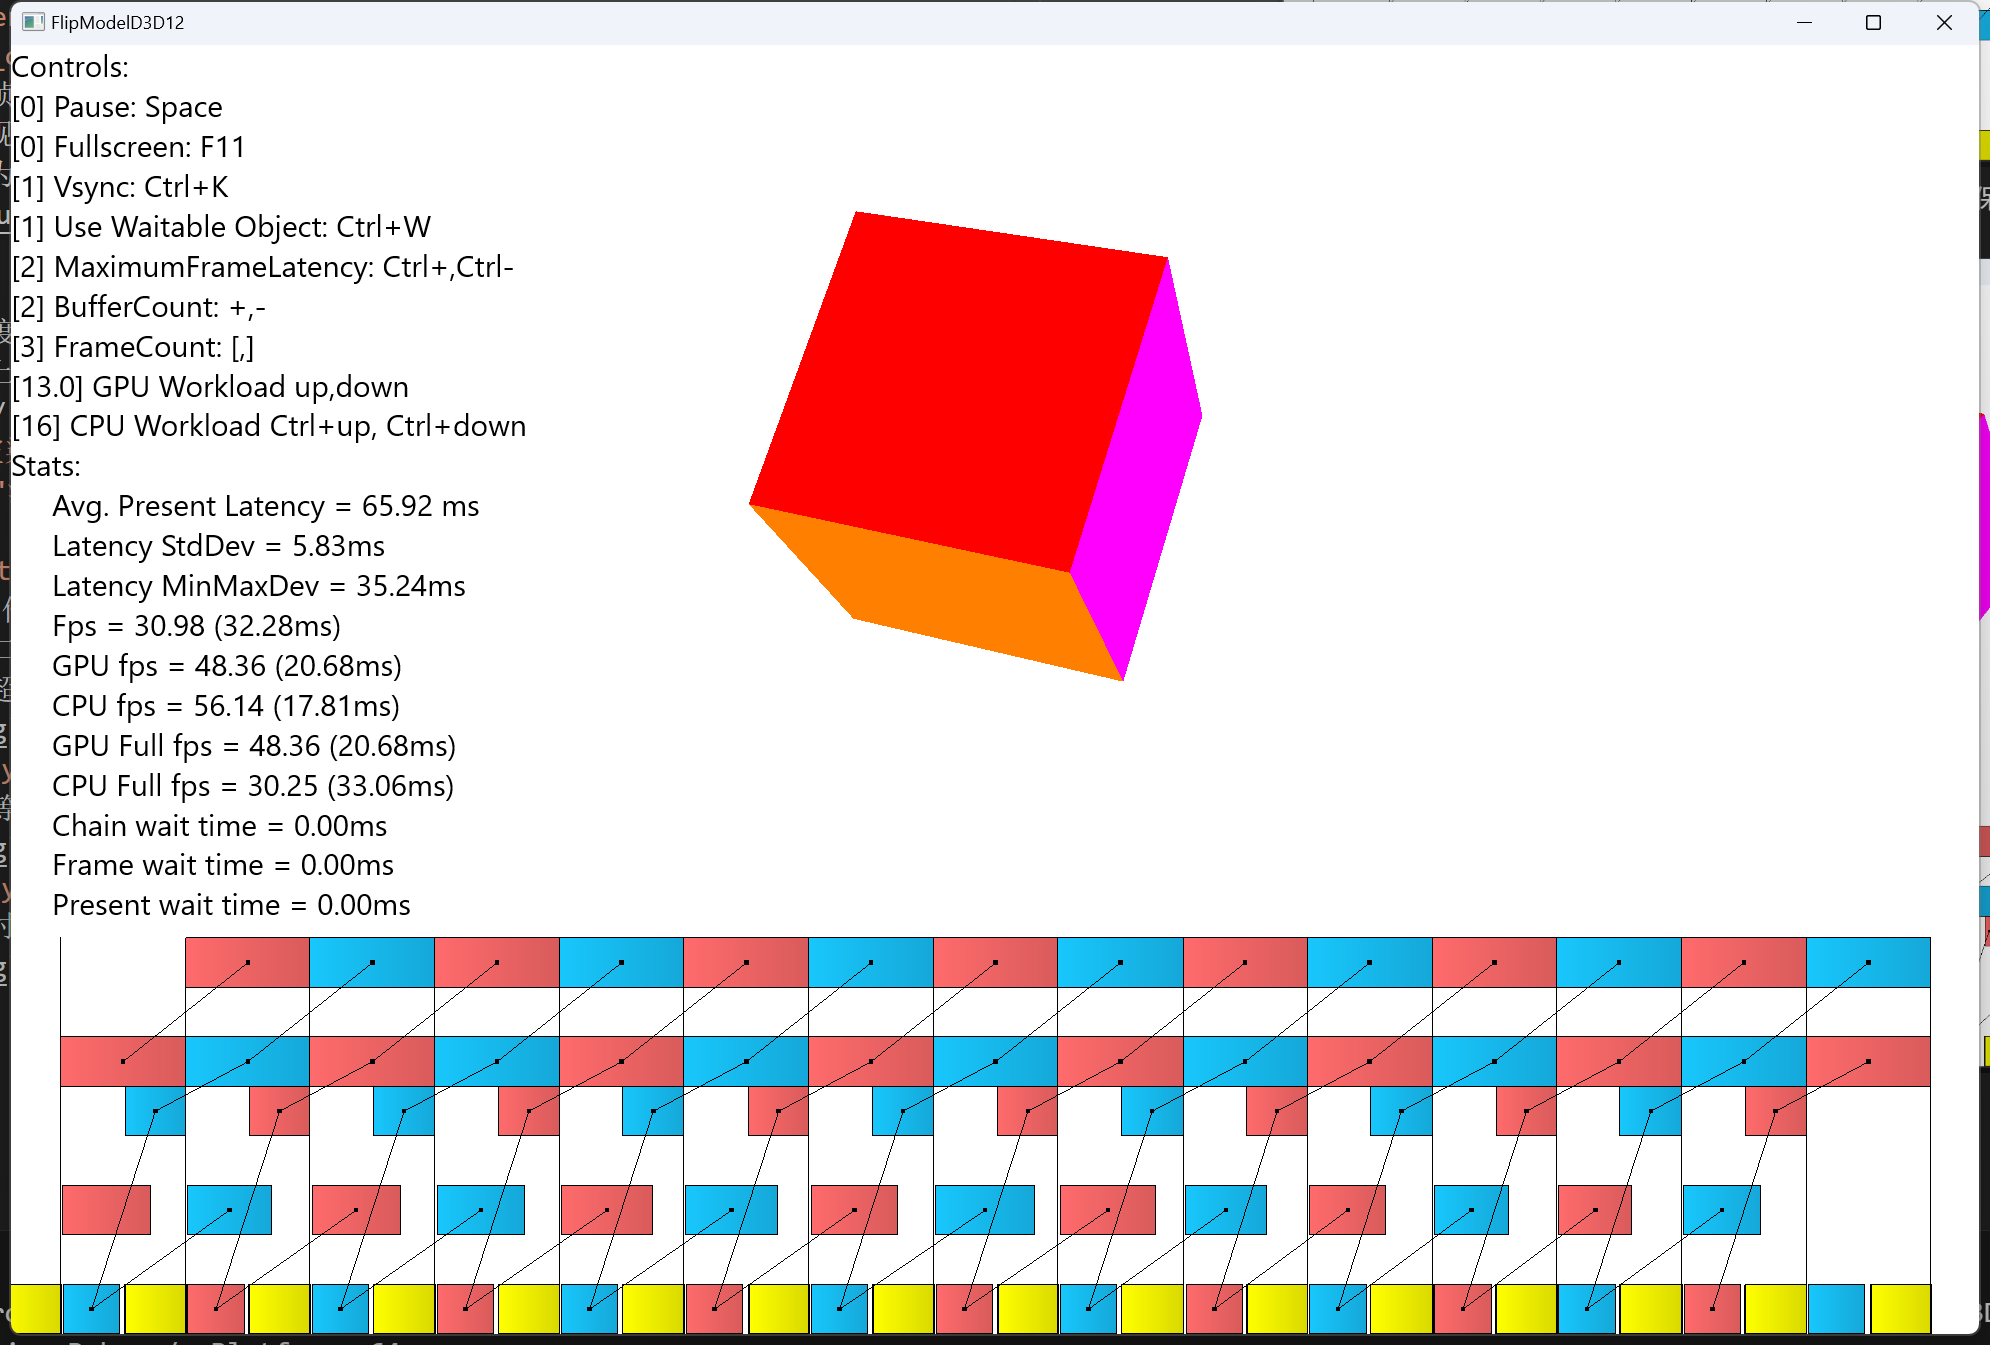 FlipModelD3D12
Controls:
[0] Pause: Space
[0] Fullscreen: F11
[1] Vsync: Ctrl+K
[1] Use Waitable Object: Ctrl+W
[2] MaximumFrameLatency: Ctrl+,Ctrl-
[2] BufferCount: +,-
[3] FrameCount: [,]
[13.0] GPU Workload up,down
[16] CPU Workload Ctrl+up, Ctrl+down
Stats:
Avg. Present Latency = 65.92 ms
Latency StdDev = 5.83ms
Latency MinMaxDev = 35.24ms
Fps = 30.98 (32.28ms)
GPU fps = 48.36 (20.68ms)
CPU fps = 56.14 (17.81ms)
GPU Full fps = 48.36 (20.68ms)
CPU Full fps = 30.25 (33.06ms)
Chain wait time = 0.00ms
Frame wait time = 0.00ms
Present wait time = 0.00ms